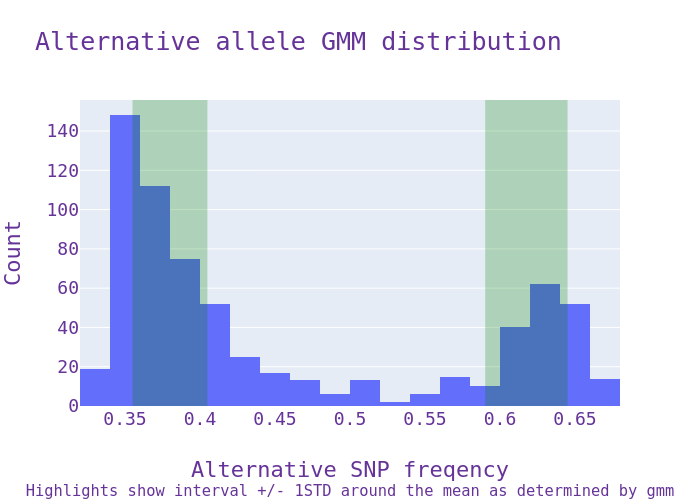 Alternative allele GMM distribution
140
120
100
80
60
40
20
0
Count
0.35 0.4 0.45 0.5 0.55 0.6 0.65
Alternative SNP freqency
Highlights show interval +/- 1STD around the mean as determined by gmm